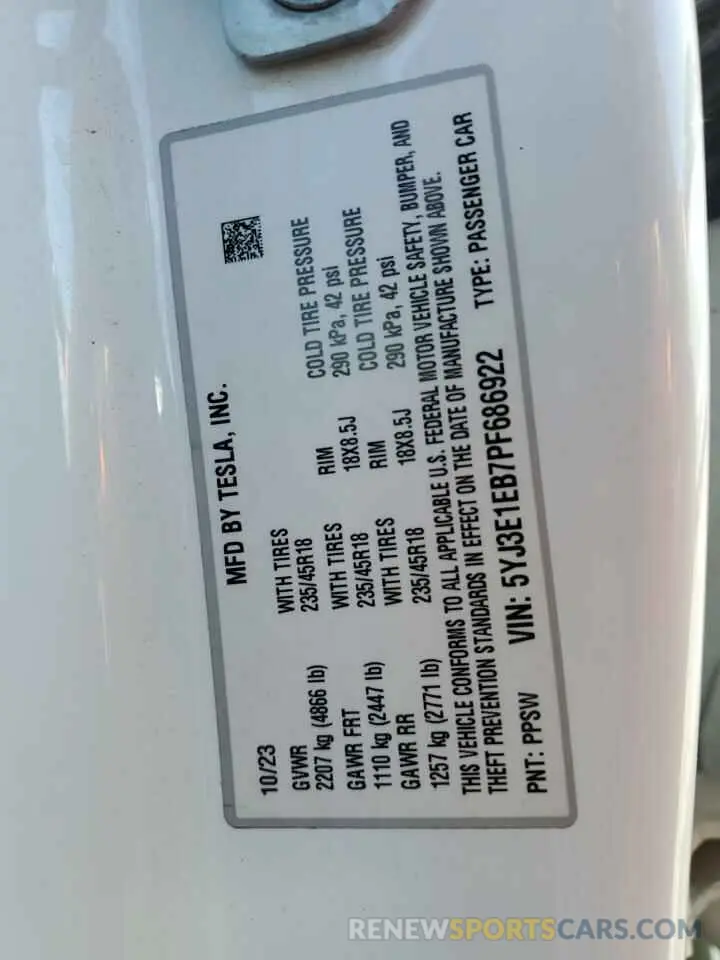 MFD BY TESLA, INC.
10/23
GVWR WITH TIRES RIM COLD TIRE PRESSURE
2207 kg (4866 lb) 235/45R18 18X8.5J 290 kPa, 42 psi
GAWR FRT WITH TIRES RIM COLD TIRE PRESSURE
1110 kg (2447 lb) 235/45R18 18X8.5J 290 kPa, 42 psi
GAWR RR WITH TIRES
1257 kg (2771 lb) 235/45R18
THIS VEHICLE CONFORMS TO ALL APPLICABLE U.S. FEDERAL MOTOR VEHICLE SAFETY, BUMPER, AND
THEFT PREVENTION STANDARDS IN EFFECT ON THE DATE OF MANUFACTURE SHOWN ABOVE.
PNT: PPSW VIN: 5YJ3E1EB7PF686922 TYPE: PASSENGER CAR
RENEWSPORTSCARS.COM